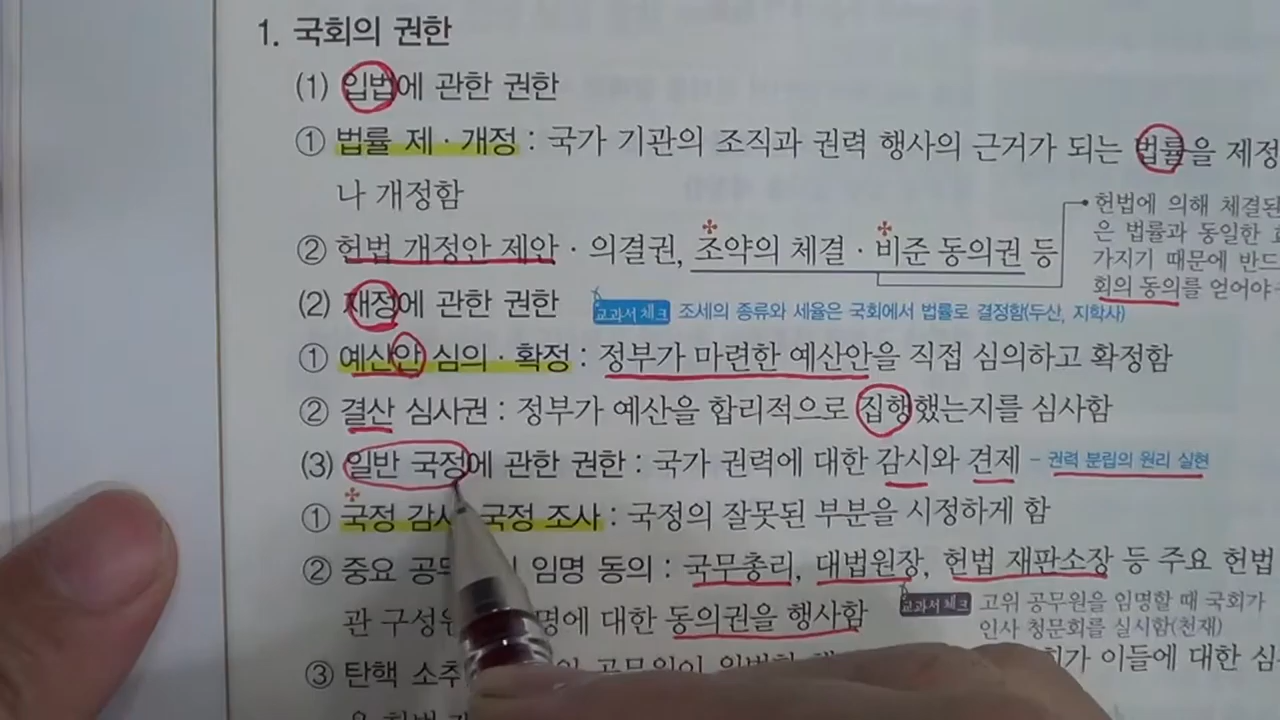 1. 국회의 권한
(1) 입법에 관한 권한
① 법률 제·개정 : 국가 기관의 조직과 권력 행사의 근거가 되는 법률을 제정
나 개정함
헌법에 의해 체결된
② 헌법 개정안 제안·의결권, 조약의 체결·비준 동의권 등
은 법률과 동일한
가지기 때문에 반드
회의 동의를 얻어야
(2) 재정에 관한 권한
교과서 체크 조세의 종류와 세율은 국회에서 법률로 결정함(두산, 지학사)
① 예산안 심의·확정 : 정부가 마련한 예산안을 직접 심의하고 확정함
② 결산 심사권 : 정부가 예산을 합리적으로 집행했는지를 심사함
(3) 일반 국정에 관한 권한 : 국가 권력에 대한 감시와 견제 – 권력 분립의 원리 실현
① 국정 감사 국정 조사 : 국정의 잘못된 부분을 시정하게 함
② 중요 임명 동의 : 국무총리, 대법원장, 헌법 재판소장 등 주요 헌법
관 대한 동의권을 행사함
교과서 체크 고위 공무원을 임명할 때 국회가
인사 청문회를 실시함(천재)
③ 탄핵 소추 이들에 대한